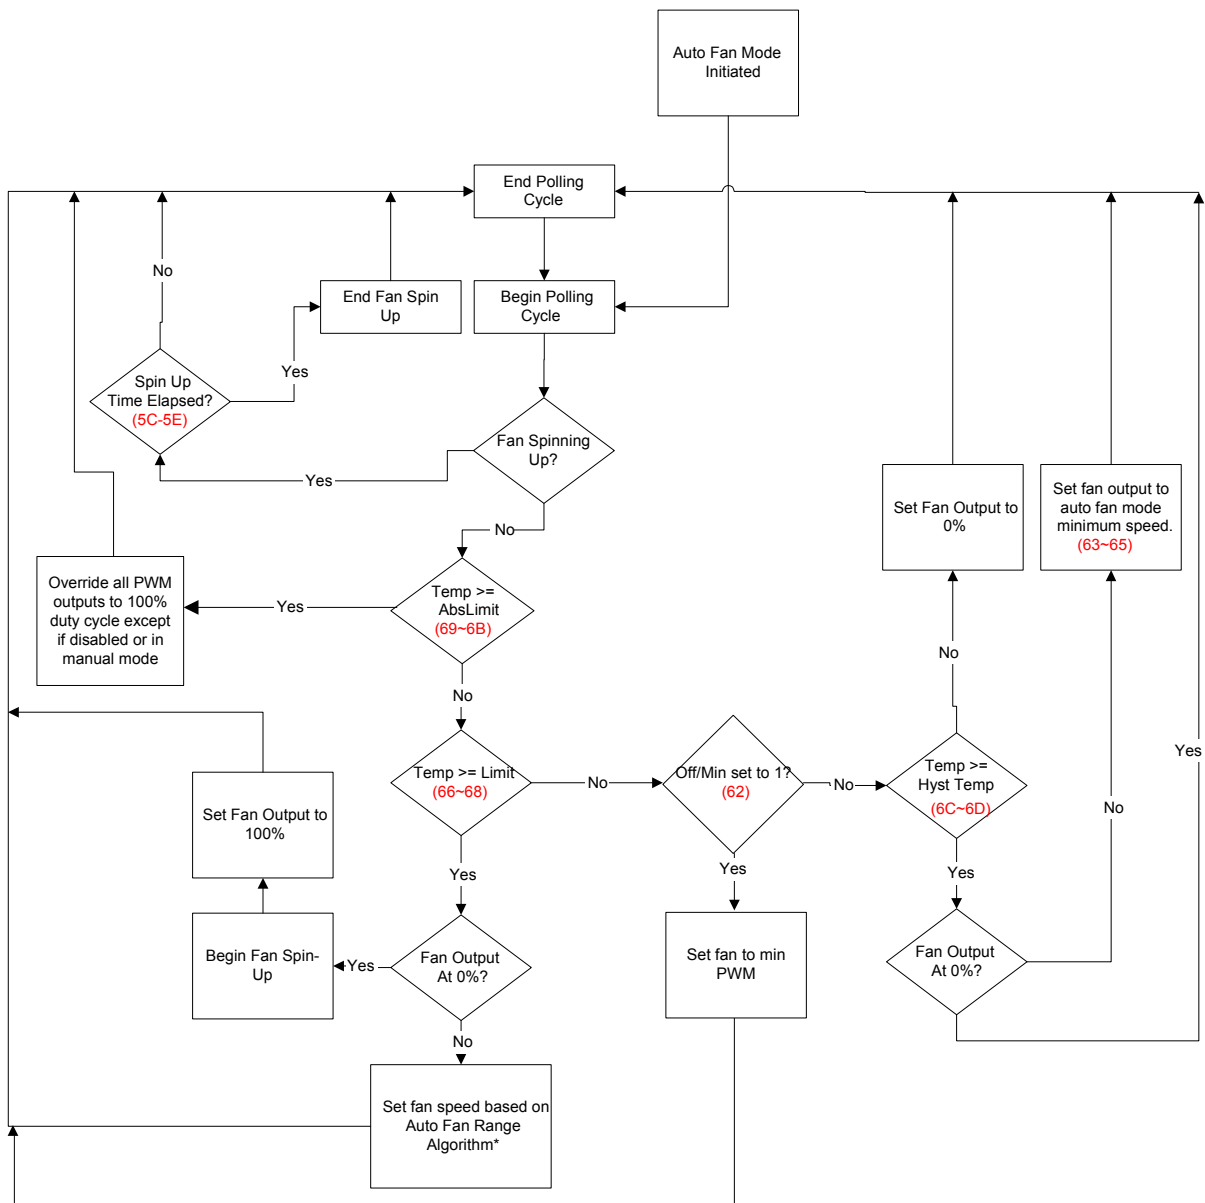 Auto Fan Mode
Initiated
End Polling
Cycle
No
End Fan Spin
Up
Begin Polling
Cycle
Yes
Spin Up
Time Elapsed?
(5C-5E)
Fan Spinning
Up?
Yes
Set Fan Output to
0%
Set fan output to
auto fan mode
minimum speed.
(63~65)
No
Override all PWM
outputs to 100%
duty cycle except
if disabled or in
manual mode
Yes
Temp >=
AbsLimit
(69~6B)
No
No
Yes
Temp >= Limit
(66~68)
No
Off/Min set to 1?
(62)
No
Temp >=
Hyst Temp
(6C~6D)
No
Set Fan Output to
100%
Yes
Yes
Yes
Begin Fan Spin-
Up
Yes
Fan Output
At 0%?
Set fan to min
PWM
Fan Output
At 0%?
No
Set fan speed based on
Auto Fan Range
Algorithm*